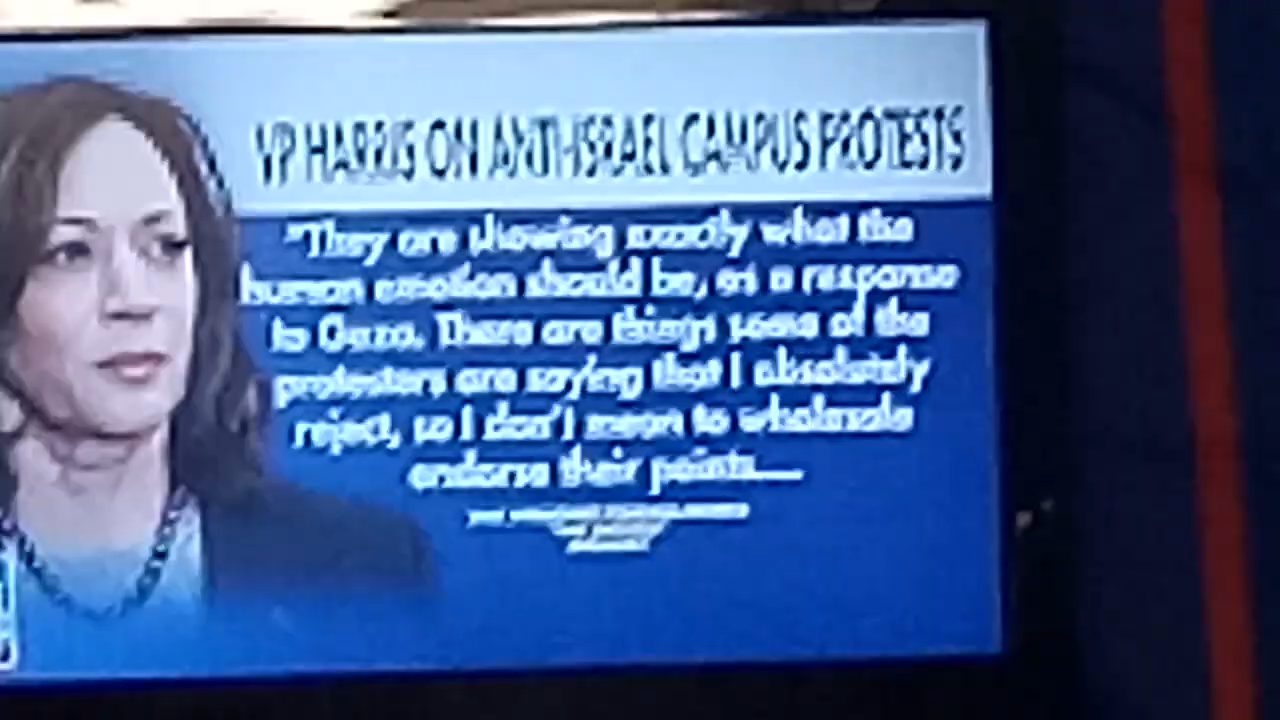 VP HARRIS ON ANTI-ISRAEL CAMPUS PROTESTS
"They are showing exactly what the
human emotion should be, as a response
to Gaza. There are things some of the
protesters are saying that I absolutely
reject, so I don't mean to wholesale
endorse their points....